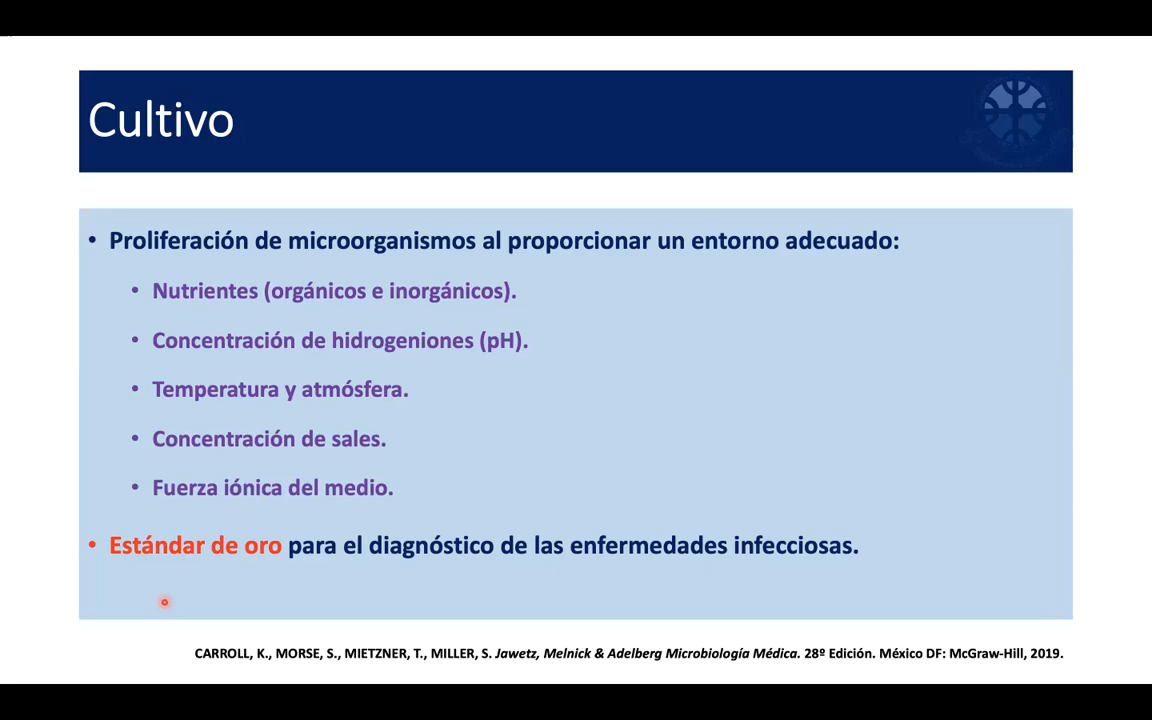 Cultivo
• Proliferación de microorganismos al proporcionar un entorno adecuado:
• Nutrientes (orgánicos e inorgánicos).
• Concentración de hidrogeniones (pH).
• Temperatura y atmósfera.
• Concentración de sales.
• Fuerza iónica del medio.
• Estándar de oro para el diagnóstico de las enfermedades infecciosas.
CARROLL, K., MORSE, S., MIETZNER, T., MILLER, S. Jawetz, Melnick & Adelberg Microbiología Médica. 28º Edición. México DF: McGraw-Hill, 2019.